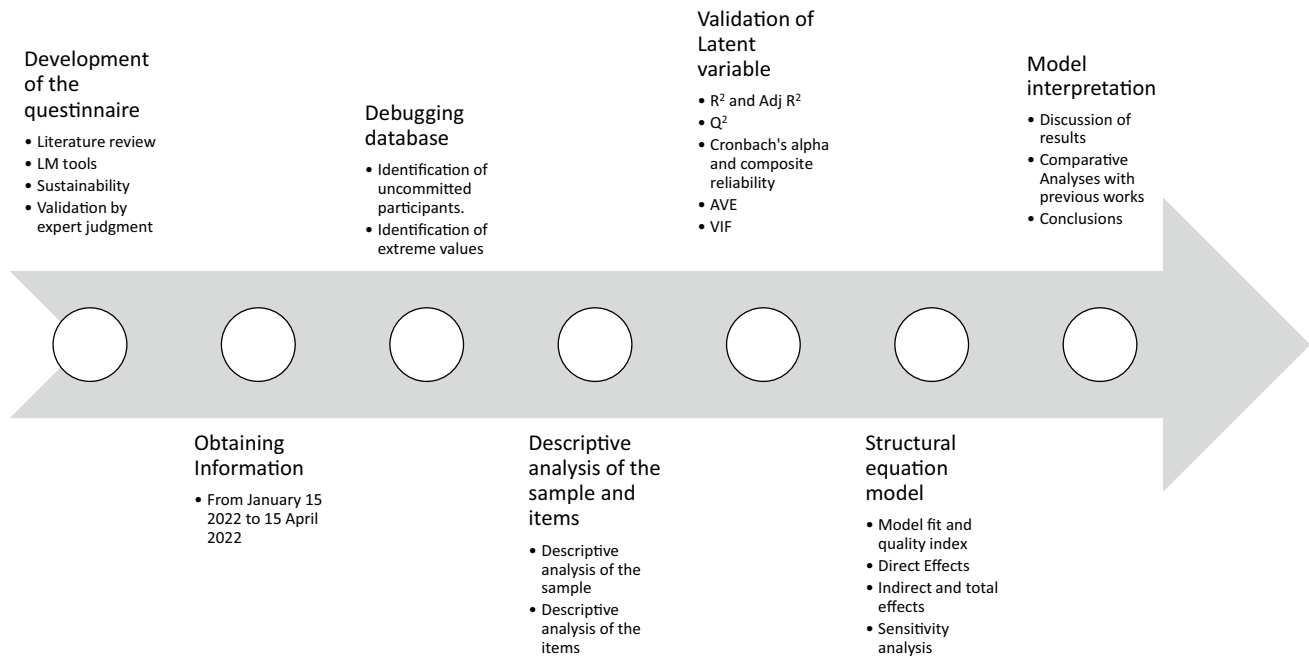 Development
of the
questinnaire
• Literature review
• LM tools
• Sustainability
• Validation by
expert judgment
Obtaining
Information
• From January 15
2022 to 15 April
2022
Debugging
database
• Identification of
uncommitted
participants.
• Identification of
extreme values
Descriptive
analysis of the
sample and
items
• Descriptive
analysis of the
sample
• Descriptive
analysis of the
items
Validation of
Latent
variable
• R² and Adj R²
• Q²
• Cronbach's alpha
and composite
reliability
• AVE
• VIF
Structural
equation
model
• Model fit and
quality index
• Direct Effects
• Indirect and total
effects
• Sensitivity
analysis
Model
interpretation
• Discussion of
results
• Comparative
Analyses with
previous works
• Conclusions